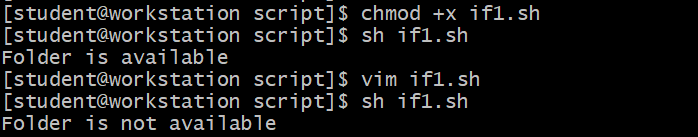 [student@workstation script]$ chmod +x if1.sh
[student@workstation script]$ sh if1.sh
Folder is available
[student@workstation script]$ vim if1.sh
[student@workstation script]$ sh if1.sh
Folder is not available